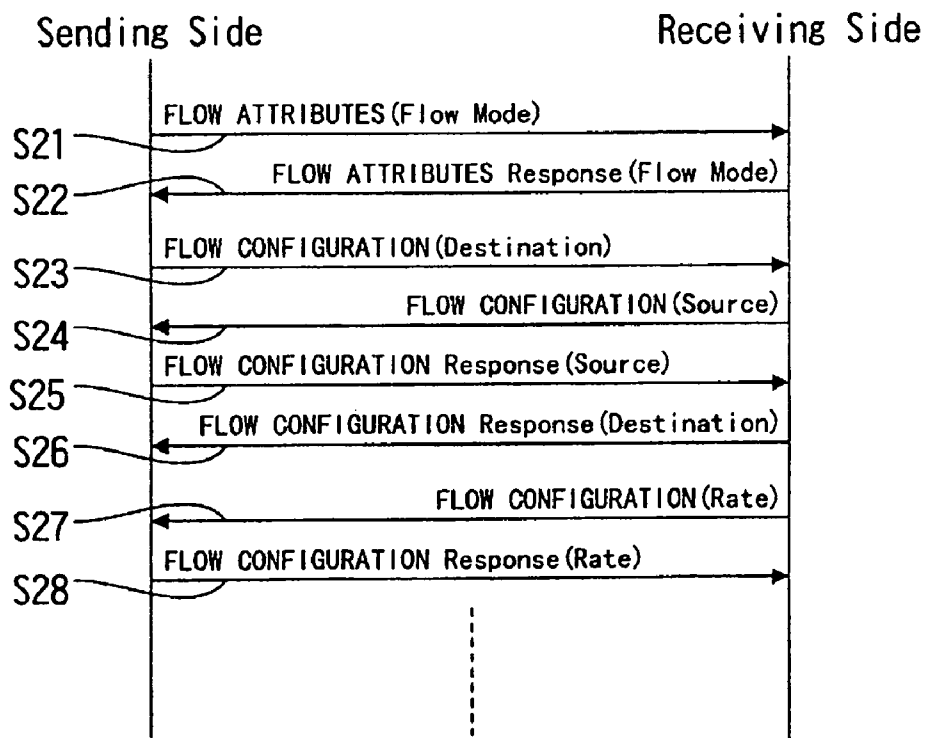 Sending Side
Receiving Side
FLOW ATTRIBUTES(Flow Mode)
S21
FLOW ATTRIBUTES Response(Flow Mode)
S22
FLOW CONFIGURATION(Destination)
S23
FLOW CONFIGURATION(Source)
S24
FLOW CONFIGURATION Response(Source)
S25
FLOW CONFIGURATION Response(Destination)
S26
FLOW CONFIGURATION(Rate)
S27
FLOW CONFIGURATION Response(Rate)
S28